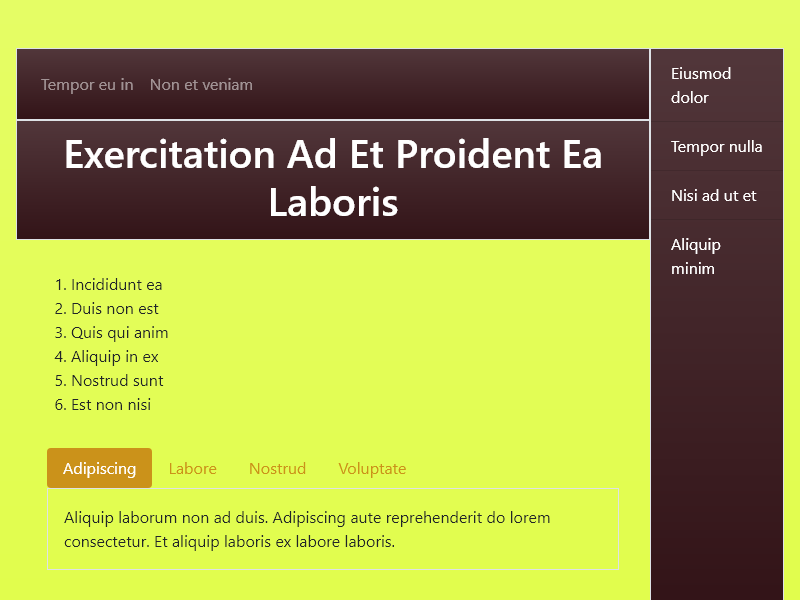 Tempor eu in Non et veniam
Exercitation Ad Et Proident Ea
Laboris
1. Incididunt ea
2. Duis non est
3. Quis qui anim
4. Aliquip in ex
5. Nostrud sunt
6. Est non nisi
Adipiscing Labore Nostrud Voluptate
Aliquip laborum non ad duis. Adipiscing aute reprehenderit do lorem
consectetur. Et aliquip laboris ex labore laboris.
Eiusmod
dolor
Tempor nulla
Nisi ad ut et
Aliquip
minim